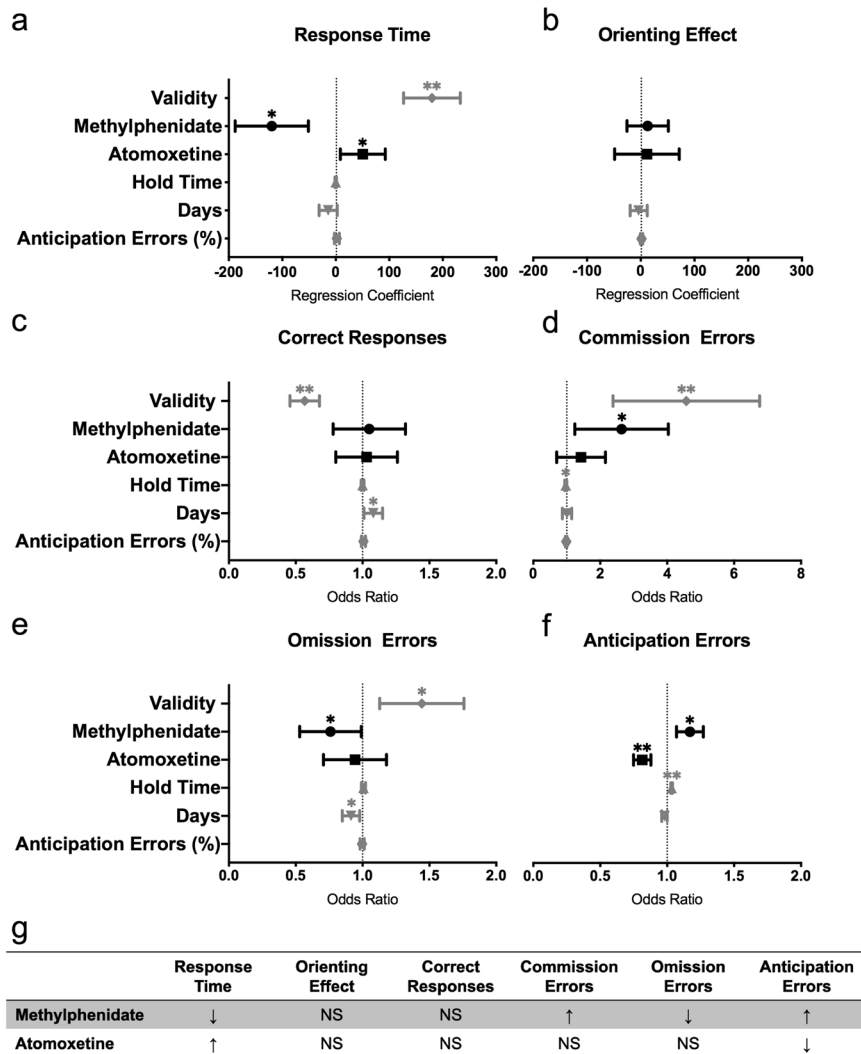 a
Response Time
Validity
Methylphenidate
Atomoxetine
Hold Time
Days
Anticipation Errors (%)
** 
*
*
-200 -100 0 100 200 300
Regression Coefficient
b
Orienting Effect
-200 -100 0 100 200 300
Regression Coefficient
c
Correct Responses
Validity
Methylphenidate
Atomoxetine
Hold Time
Days
Anticipation Errors (%)
**
*
0.0 0.5 1.0 1.5 2.0
Odds Ratio
d
Commission Errors
**
*
*
0 2 4 6 8
Odds Ratio
e
Omission Errors
Validity
Methylphenidate
Atomoxetine
Hold Time
Days
Anticipation Errors (%)
*
*
*
0.0 0.5 1.0 1.5 2.0
Odds Ratio
f
Anticipation Errors
*
**
**
0.0 0.5 1.0 1.5 2.0
Odds Ratio
g
Response Time Orienting Effect Correct Responses Commission Errors Omission Errors Anticipation Errors
Methylphenidate ↓ NS NS ↑ ↓ ↑
Atomoxetine ↑ NS NS NS NS ↓